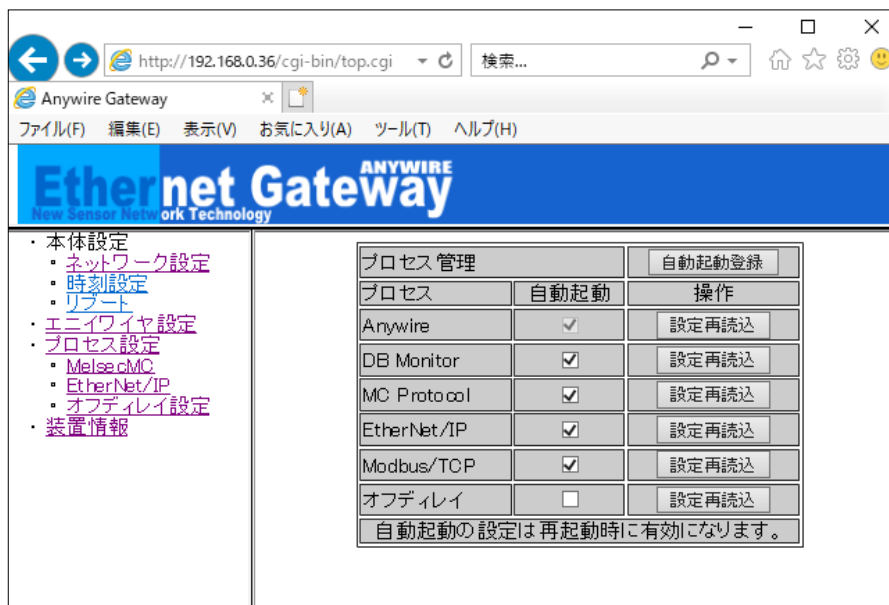 http://192.168.0.36/cgi-bin/top.cgi
検索...
Anywire Gateway
ファイル(F) 編集(E) 表示(V) お気に入り(A) ツール(T) ヘルプ(H)
Ethernet Gateway ANYWIRE
New Sensor Network Technology
・本体設定
▪ ネットワーク設定
▪ 時刻設定
▪ リブート
・エニイワイヤ設定
・プロセス設定
▪ MelsecMC
▪ EtherNet/IP
▪ オフディレイ設定
・装置情報
プロセス管理 自動起動登録
プロセス 自動起動 操作
Anywire 設定再読込
DB Monitor 設定再読込
MC Protocol 設定再読込
EtherNet/IP 設定再読込
Modbus/TCP 設定再読込
オフディレイ 設定再読込
自動起動の設定は再起動時に有効になります。